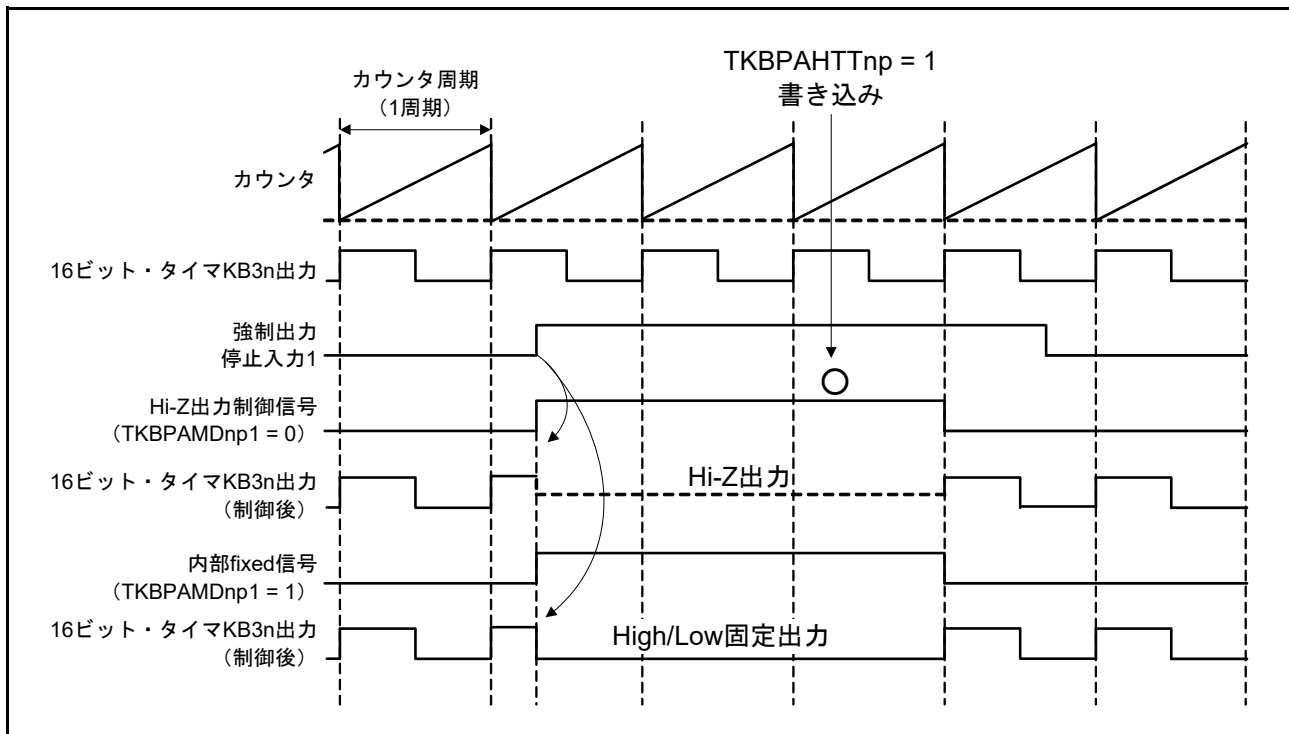 TKBPAHTTnp = 1
書き込み
カウンタ周期
（1周期）
カウンタ
16ビット・タイマKB3n出力
強制出力
停止入力1
Hi-Z出力制御信号
（TKBPAMDnp1 = 0）
16ビット・タイマKB3n出力
（制御後）
Hi-Z出力
内部fixed信号
（TKBPAMDnp1 = 1）
16ビット・タイマKB3n出力
（制御後）
High/Low固定出力